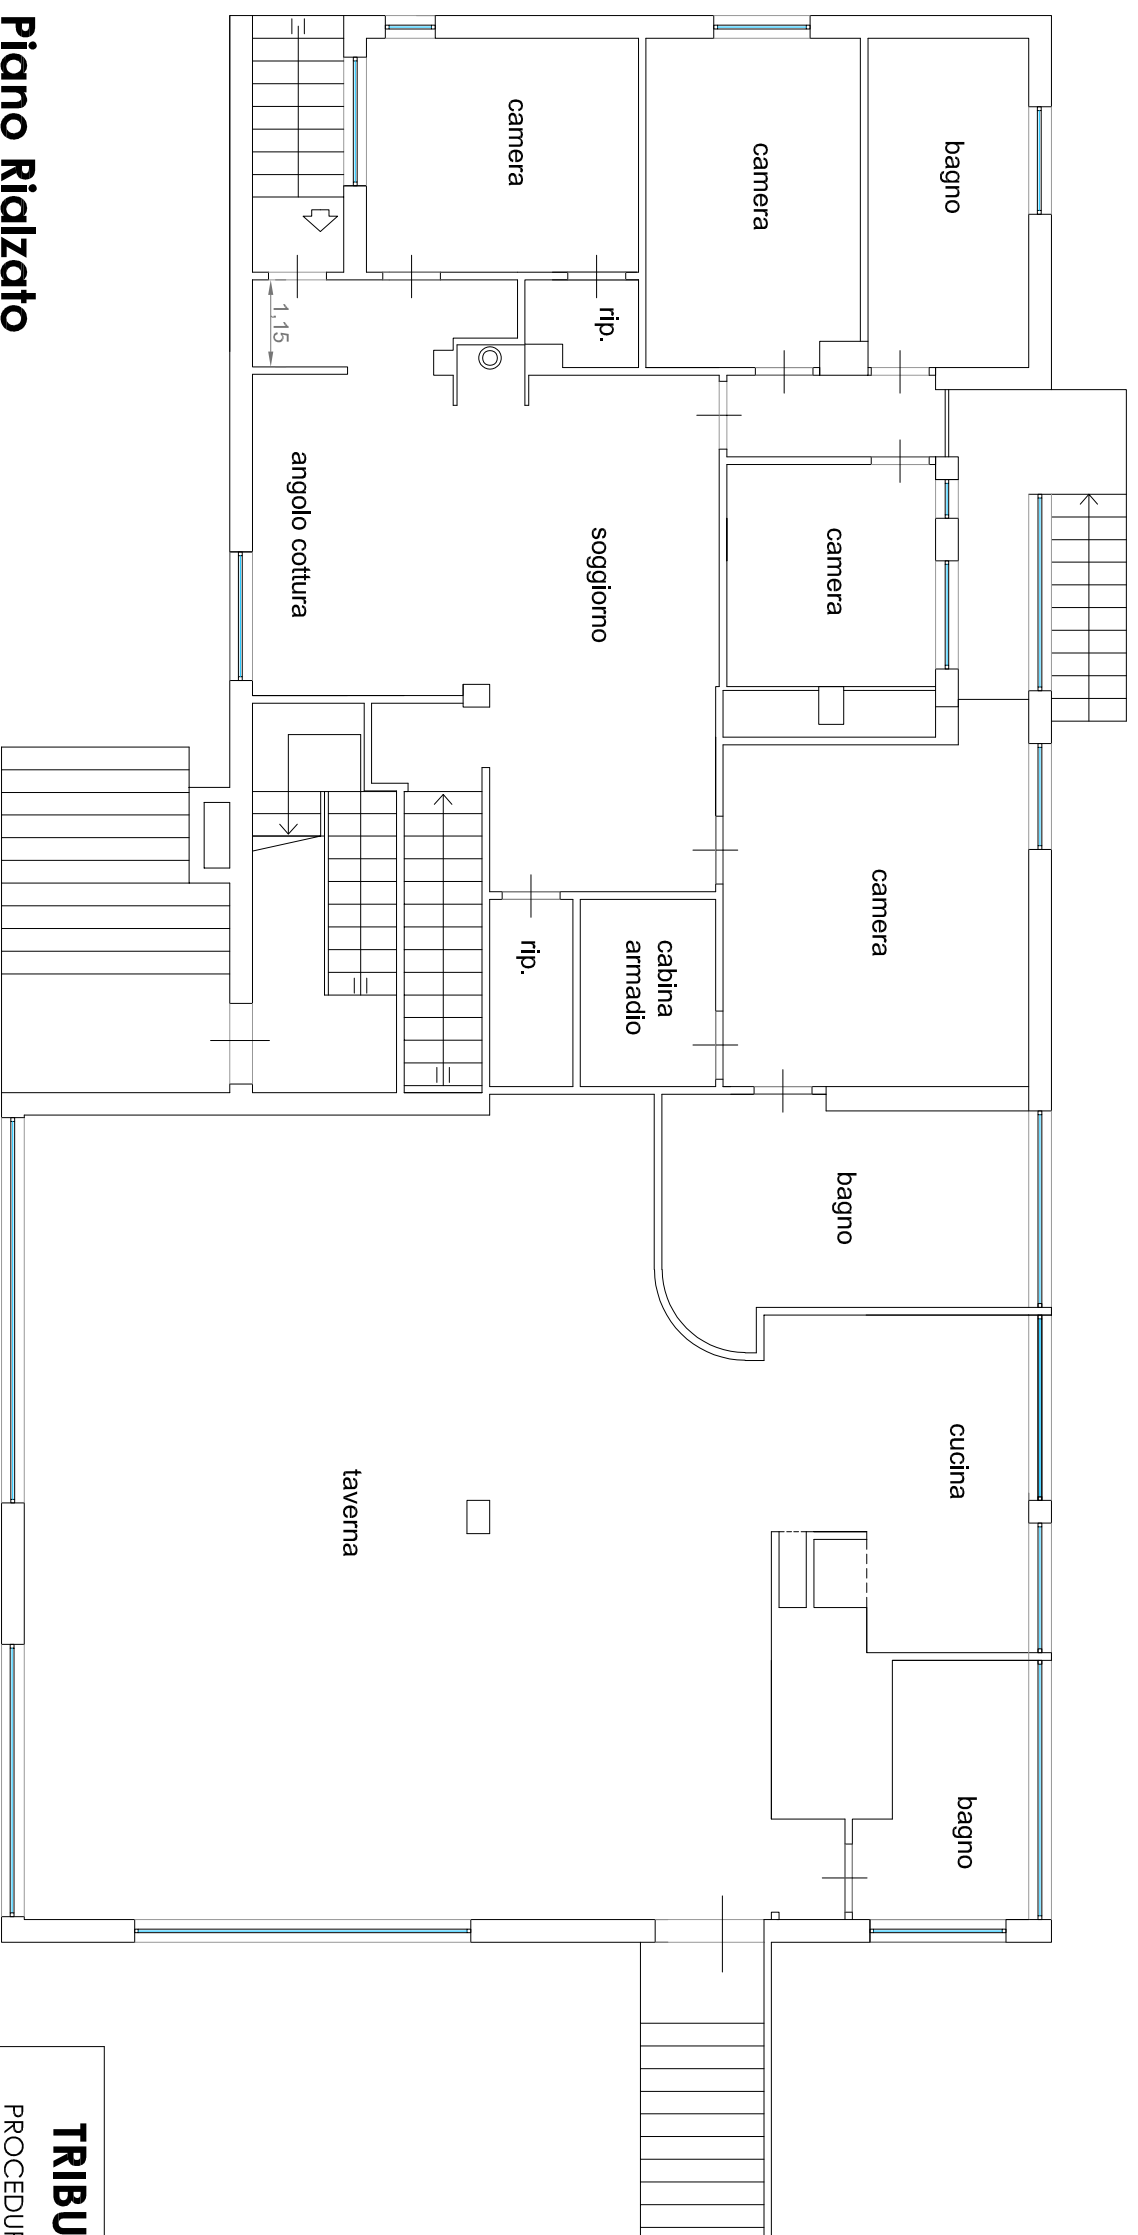 bagno
cucina
bagno
camera
bagno
camera
camera
cabina
armadio
rip.
soggiorno
rip.
camera
taverna
angolo cottura
1,15
Piano Rialzato
TRIBU
PROCEDUR